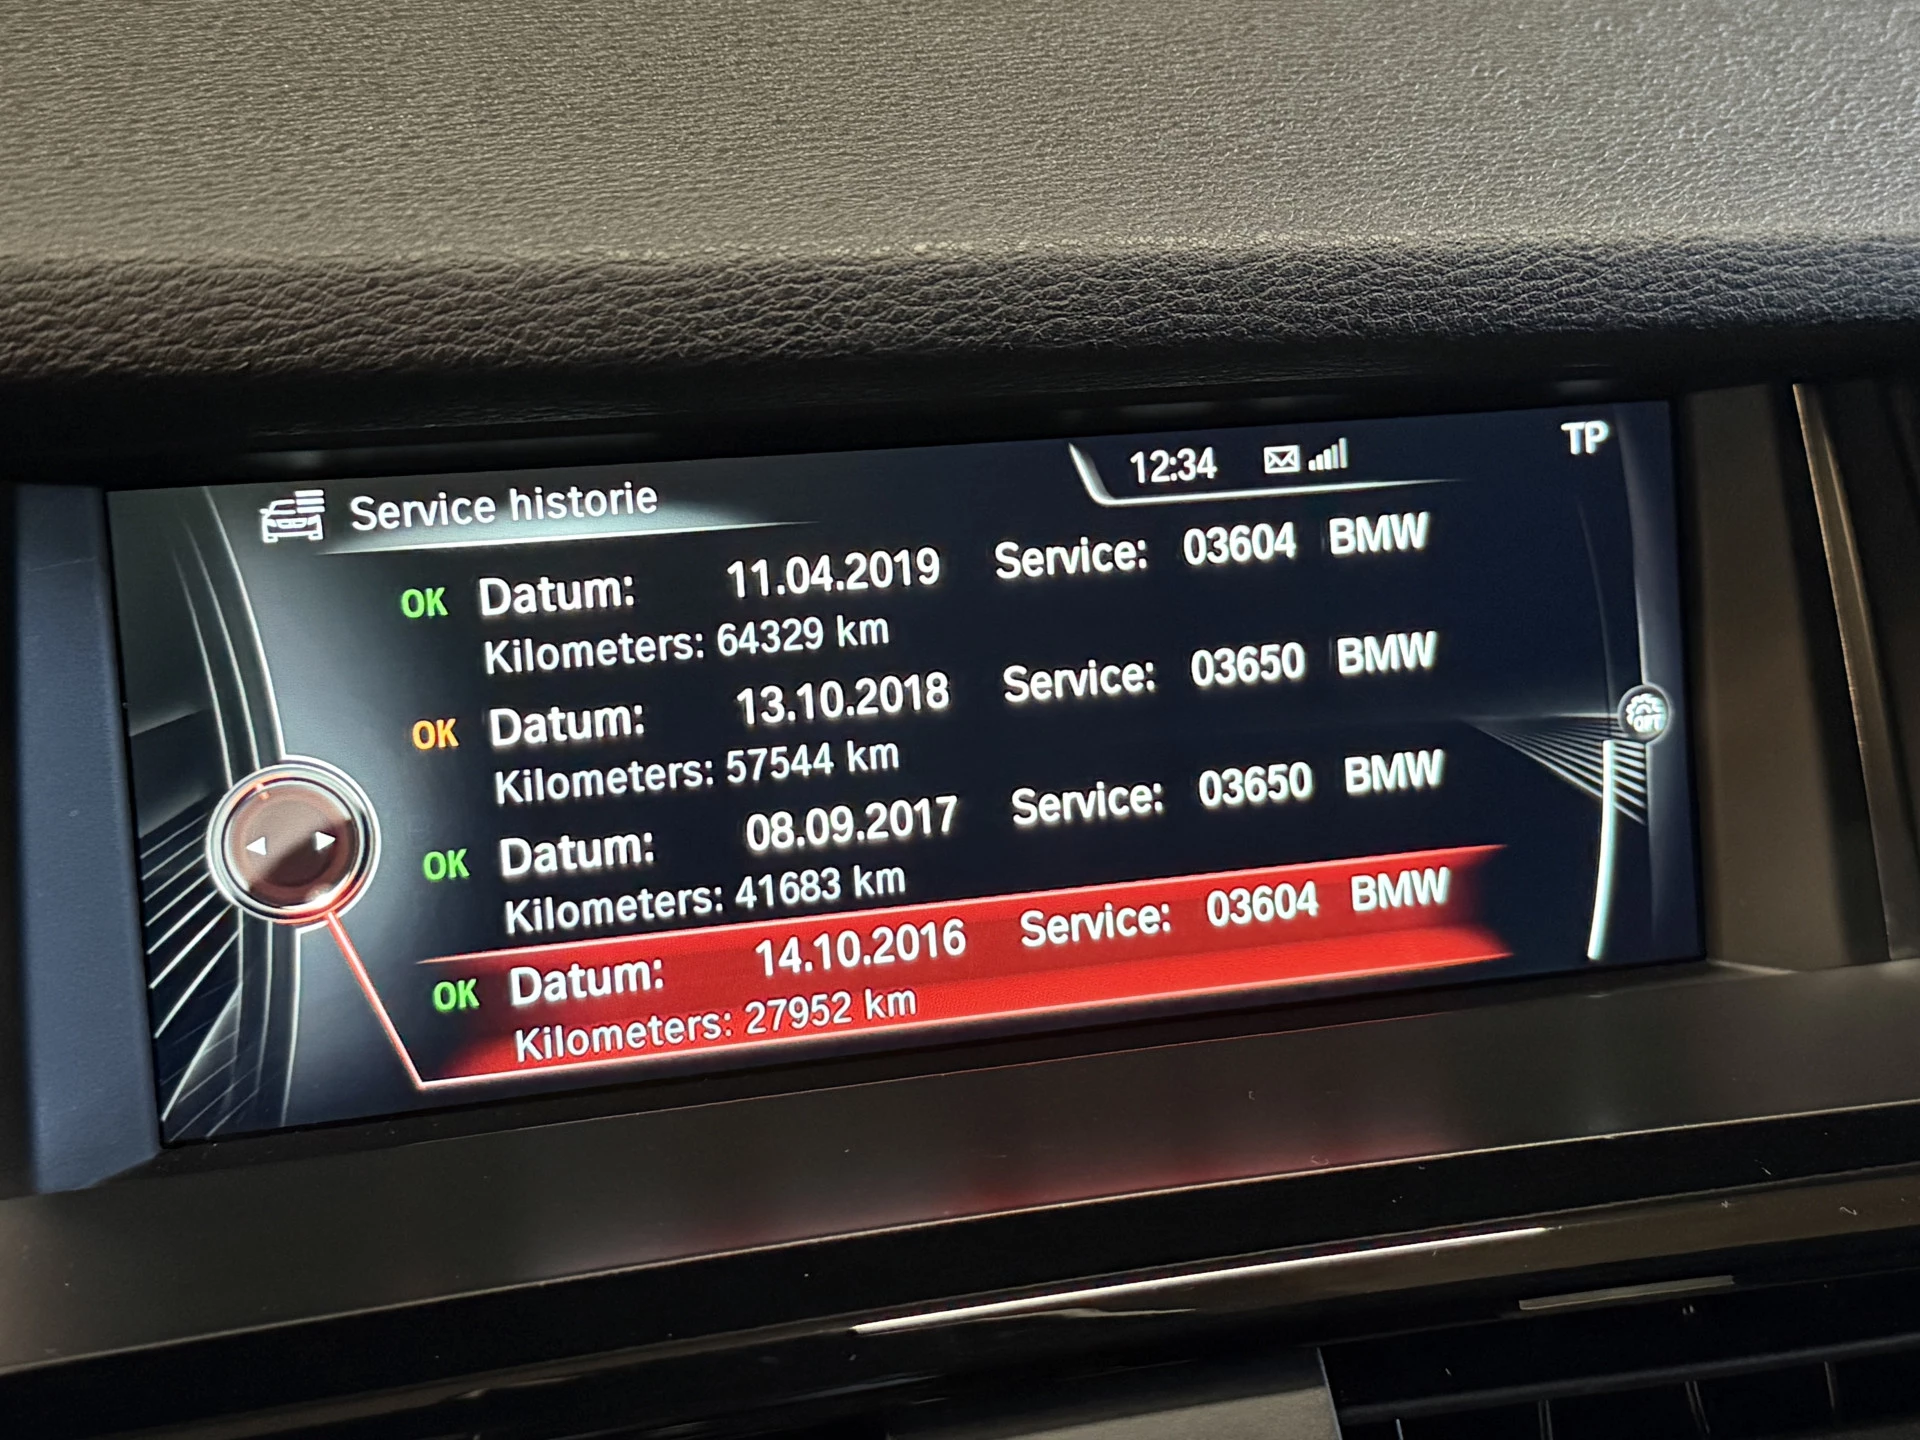 Service historie
12:34
TP
OK Datum: 11.04.2019 Service: 03604 BMW
Kilometers: 64329 km
OK Datum: 13.10.2018 Service: 03650 BMW
Kilometers: 57544 km
OK Datum: 08.09.2017 Service: 03650 BMW
Kilometers: 41683 km
OK Datum: 14.10.2016 Service: 03604 BMW
Kilometers: 27952 km
OFF